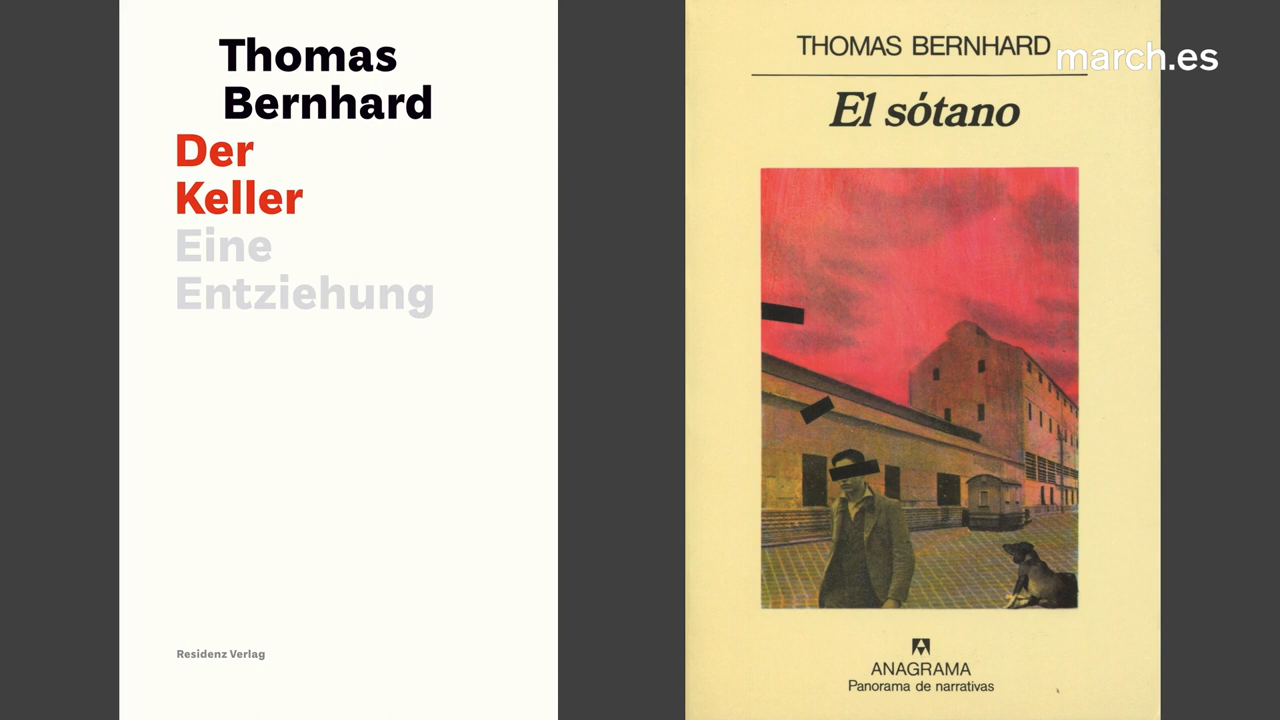 Thomas
Bernhard
Der
Keller
Eine
Entziehung
Residenz Verlag
THOMAS BERNHARD
march.es
El sótano
ANAGRAMA
Panorama de narrativas